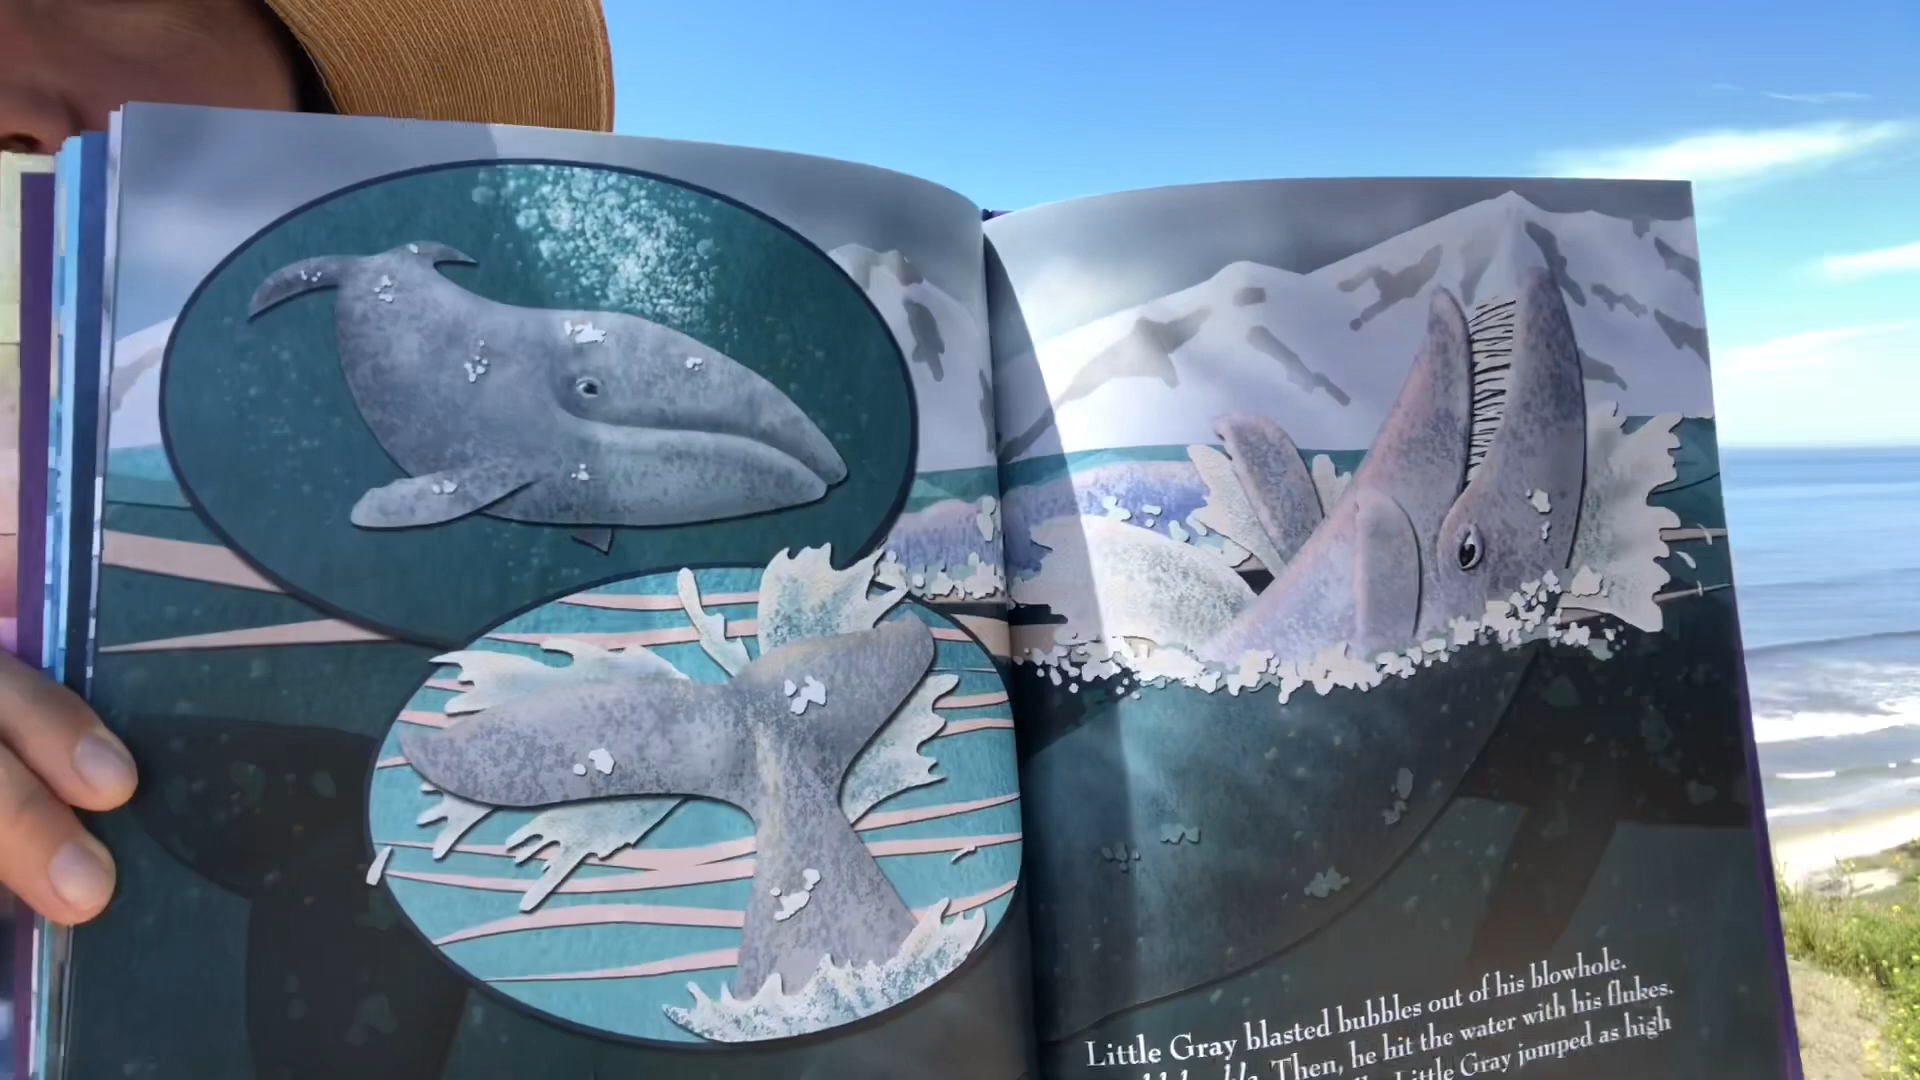 Little Gray blasted bubbles out of his blowhole.
Then, he hit the water with his flukes.
Little Gray jumped as high